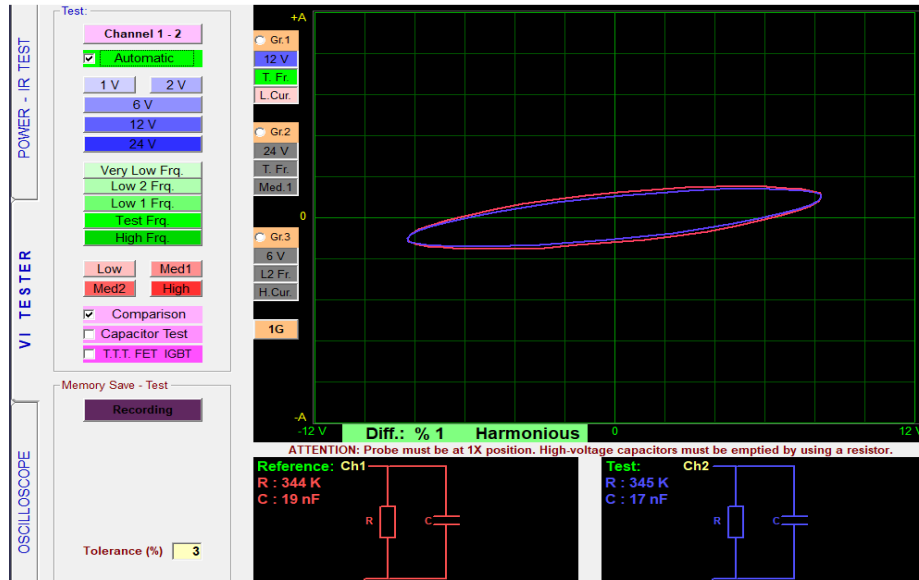 POWER - IR TEST
VI TESTER
OSCILLOSCOPE
Test:
Channel 1 - 2
Automatic
1 V 2 V
6 V
12 V
24 V
Very Low Frq.
Low 2 Frq.
Low 1 Frq.
Test Frq.
High Frq.
Low Med1
Med2 High
Comparison
Capacitor Test
T.T.T. FET IGBT
Memory Save - Test
Recording
Tolerance (%) 3
Gr.1
12 V
T. Fr.
L.Cur.
Gr.2
24 V
T. Fr.
Med.1
Gr.3
6 V
L2 Fr.
H.Cur.
1G
+A
0
-A
-12 V 0 12 V
Diff.: % 1 Harmonious
ATTENTION: Probe must be at 1X position. High-voltage capacitors must be emptied by using a resistor.
Reference: Ch1
R : 344 K
C : 19 nF
R C
Test: Ch2
R : 345 K
C : 17 nF
R C